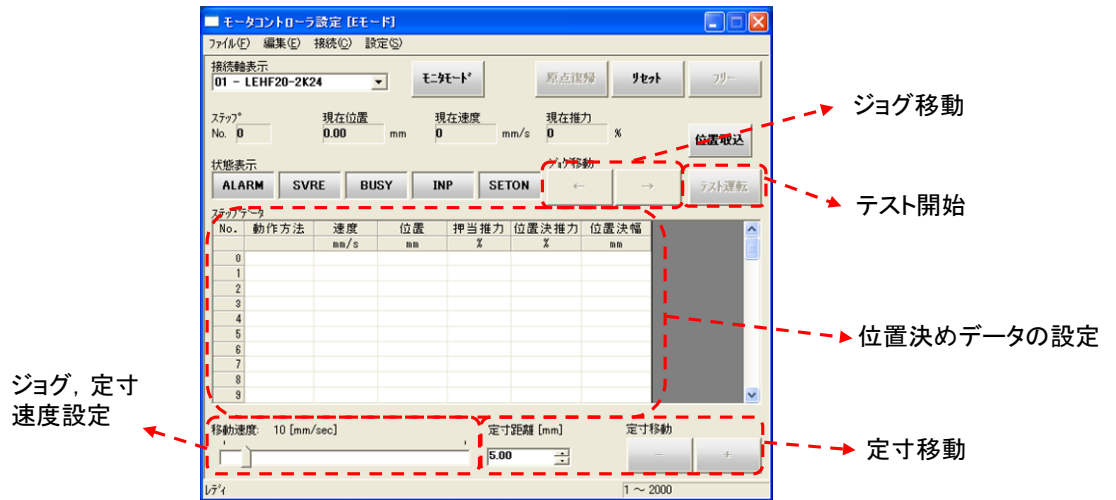 モータコントローラ設定 [Eモード]
ファイル(F) 編集(E) 接続(C) 設定(S)
接続軸表示
01 - LEHF20-2K24
モニタモード
原点復帰
リセット
フリー
ステップ 現在位置 現在速度 現在推力
No. 0 0.00 mm 0 mm/s 0 %
位置取込
状態表示
ジョグ移動
ALARM SVRE BUSY INP SETON ← → テスト運転
ステップデータ
No. 動作方法 速度 位置 押当推力 位置決推力 位置決幅
mm/s mm % % mm
0
1
2
3
4
5
6
7
8
9
移動速度: 10 [mm/sec]
定寸距離 [mm]
定寸移動
5.00
- +
レディ
1 ～ 2000
ジョグ移動
テスト開始
位置決めデータの設定
定寸移動
ジョグ，定寸
速度設定